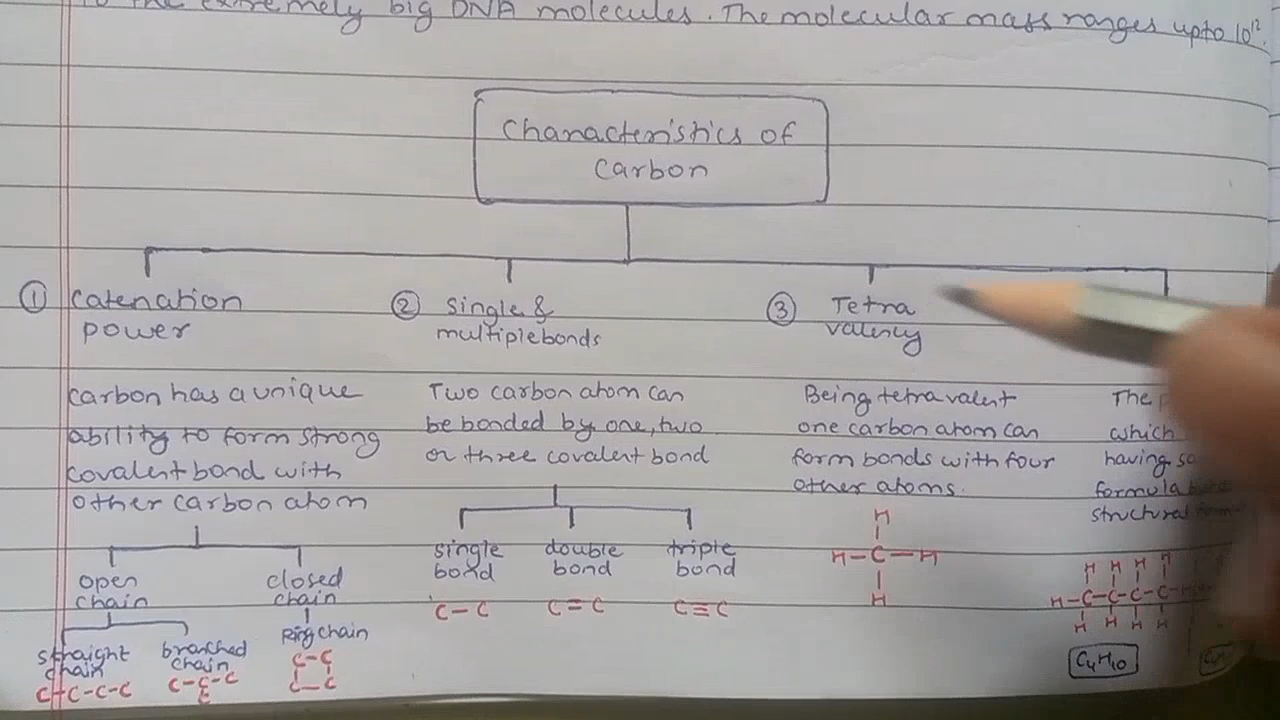 to the extremely big DNA molecules. The molecular mass ranges upto 10¹².
Characteristics of
Carbon
① Catenation
power
Carbon has a unique
ability to form strong
covalent bond with
other carbon atom
open
chain
closed
chain
straight
chain
C-C-C-C
branched
chain
C-C-C
C
Ring chain
C-C
C-C
② Single &
multiple bonds
Two carbon atom can
be bonded by one, two
or three covalent bond
single
bond
C-C
double
bond
C=C
triple
bond
C≡C
③ Tetra
valency
Being tetravalent
one carbon atom can
form bonds with four
other atoms.
H
H-C-H
H
The
which
having
formula
structural
H H H H
H-C-C-C-C-
H H H H
C₄H₁₀